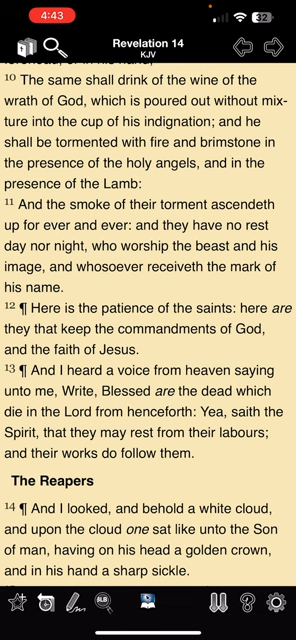 4:43
32
Revelation 14
KJV
10 The same shall drink of the wine of the
wrath of God, which is poured out without mix-
ture into the cup of his indignation; and he
shall be tormented with fire and brimstone in
the presence of the holy angels, and in the
presence of the Lamb:
11 And the smoke of their torment ascendeth
up for ever and ever: and they have no rest
day nor night, who worship the beast and his
image, and whosoever receiveth the mark of
his name.
12 ¶ Here is the patience of the saints: here are
they that keep the commandments of God,
and the faith of Jesus.
13 ¶ And I heard a voice from heaven saying
unto me, Write, Blessed are the dead which
die in the Lord from henceforth: Yea, saith the
Spirit, that they may rest from their labours;
and their works do follow them.
The Reapers
14 ¶ And I looked, and behold a white cloud,
and upon the cloud one sat like unto the Son
of man, having on his head a golden crown,
and in his hand a sharp sickle.